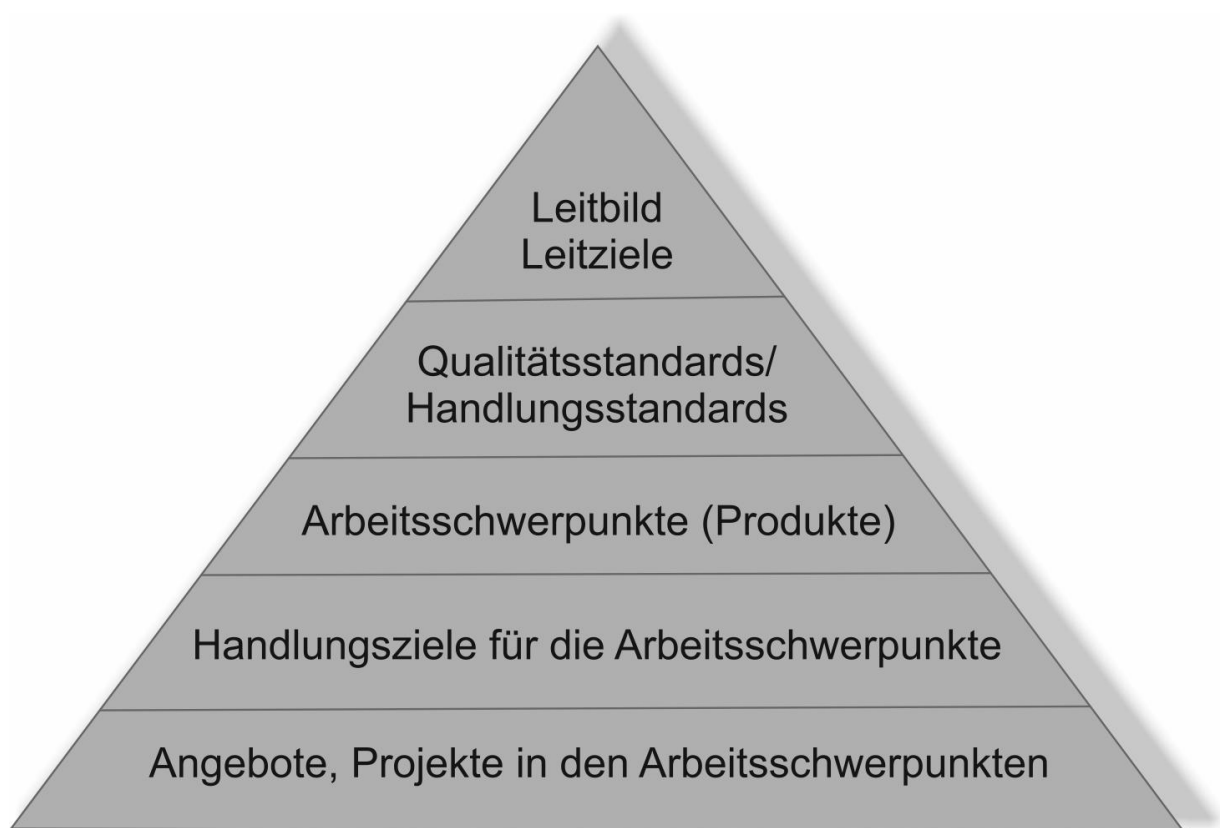 Leitbild
Leitziele
Qualitätsstandards/
Handlungsstandards
Arbeitsschwerpunkte (Produkte)
Handlungsziele für die Arbeitsschwerpunkte
Angebote, Projekte in den Arbeitsschwerpunkten